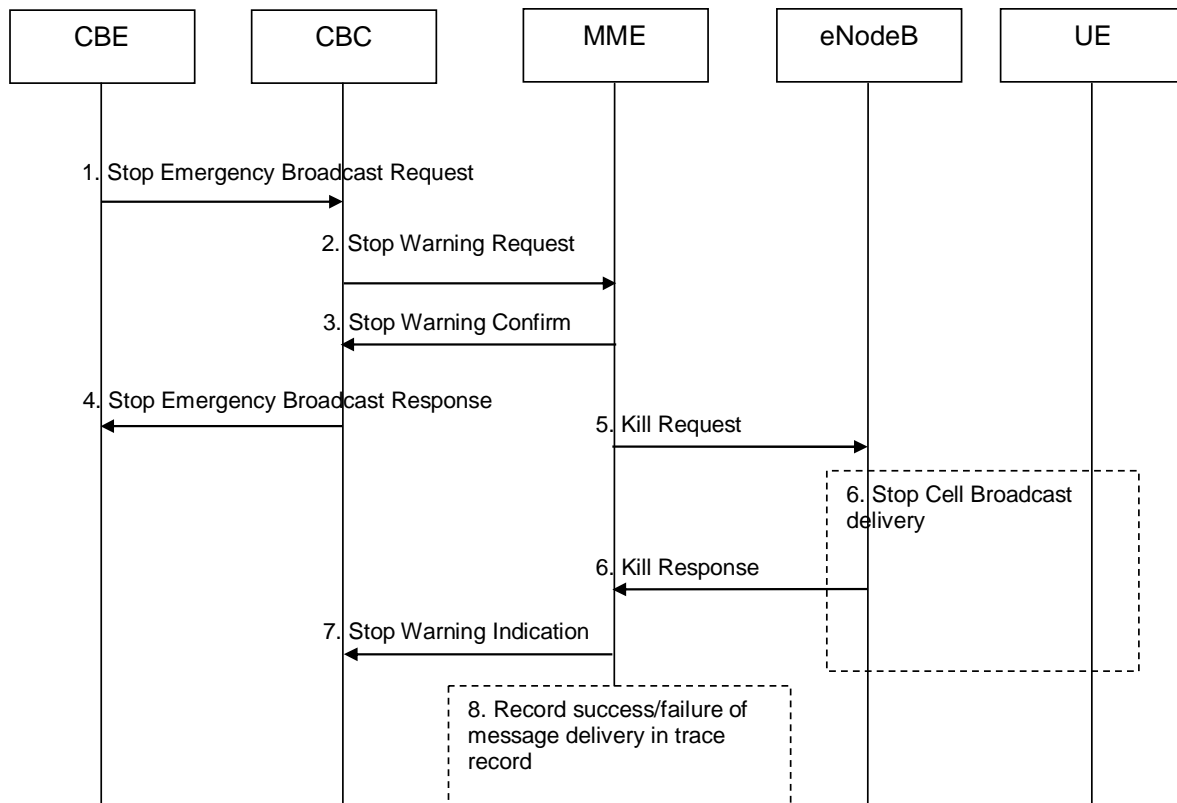 CBE
CBC
MME
eNodeB
UE
1. Stop Emergency Broadcast Request
2. Stop Warning Request
3. Stop Warning Confirm
4. Stop Emergency Broadcast Response
5. Kill Request
6. Stop Cell Broadcast
delivery
6. Kill Response
7. Stop Warning Indication
8. Record success/failure of
message delivery in trace
record